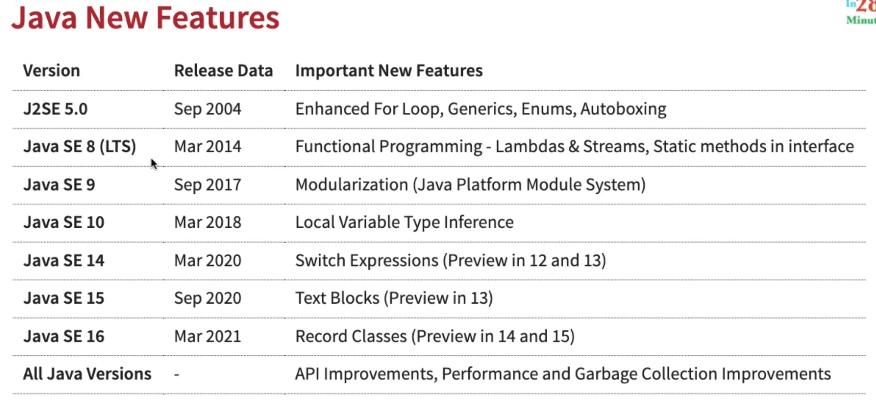 Java New Features
In 28
Minut
Version Release Data Important New Features
J2SE 5.0 Sep 2004 Enhanced For Loop, Generics, Enums, Autoboxing
Java SE 8 (LTS) Mar 2014 Functional Programming - Lambdas & Streams, Static methods in interface
Java SE 9 Sep 2017 Modularization (Java Platform Module System)
Java SE 10 Mar 2018 Local Variable Type Inference
Java SE 14 Mar 2020 Switch Expressions (Preview in 12 and 13)
Java SE 15 Sep 2020 Text Blocks (Preview in 13)
Java SE 16 Mar 2021 Record Classes (Preview in 14 and 15)
All Java Versions - API Improvements, Performance and Garbage Collection Improvements